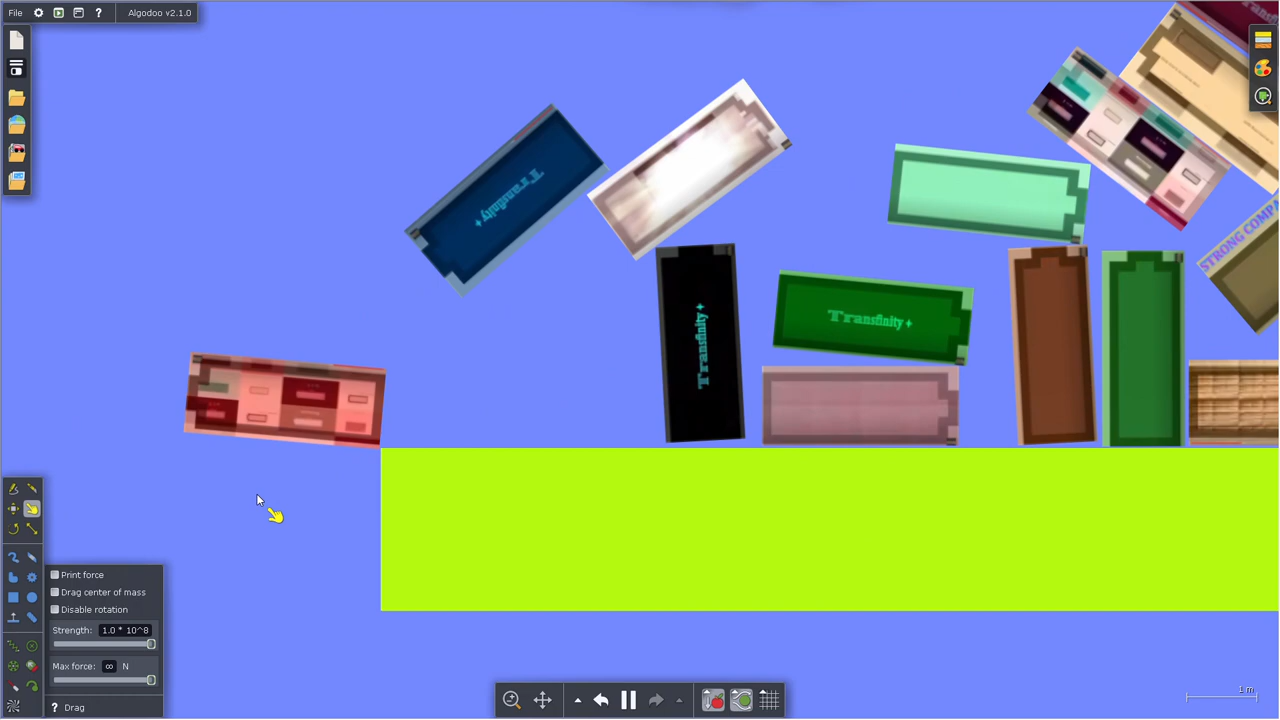 File
?
Algodoo v2.1.0
Transfinity +
STRONG COMPA
Transfinity +
Transfinity +
Print force
Drag center of mass
Disable rotation
Strength: 1.0 * 10^8
Max force: ∞ N
? Drag
1 m